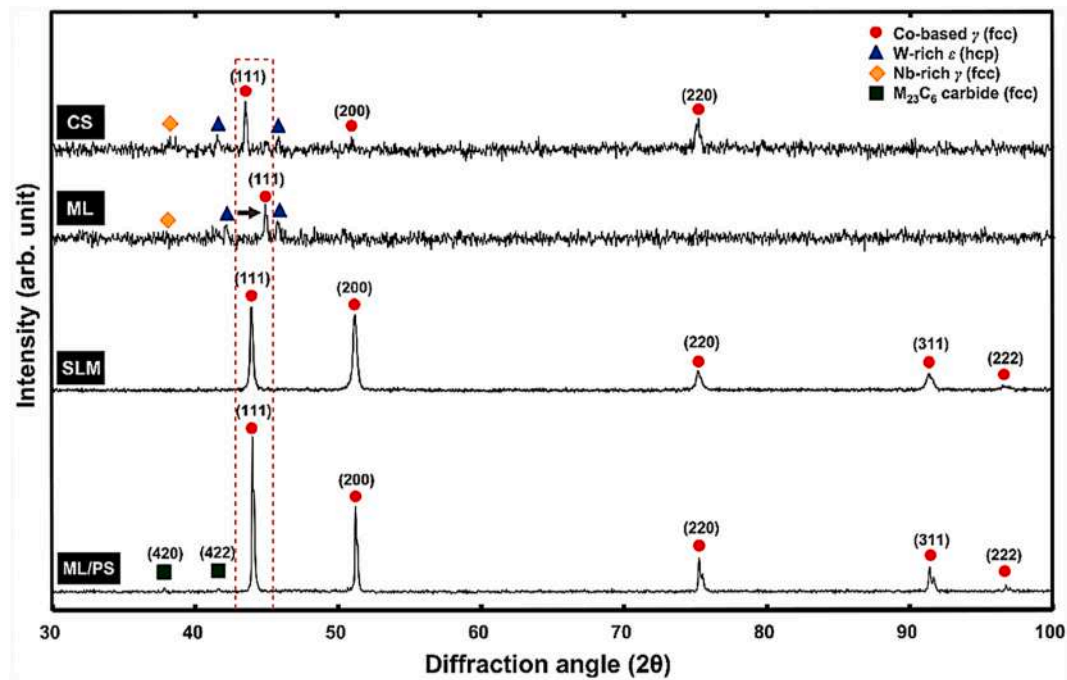 Co-based γ (fcc)
W-rich ε (hcp)
Nb-rich γ (fcc)
M₂₃C₆ carbide (fcc)
(111)
(200)
(220)
CS
(111)
ML
(111)
(200)
(220)
(311)
(222)
SLM
(111)
(200)
(220)
(311)
(222)
(420)
(422)
ML/PS
30 40 50 60 70 80 90 100
Diffraction angle (2θ)
Intensity (arb. unit)